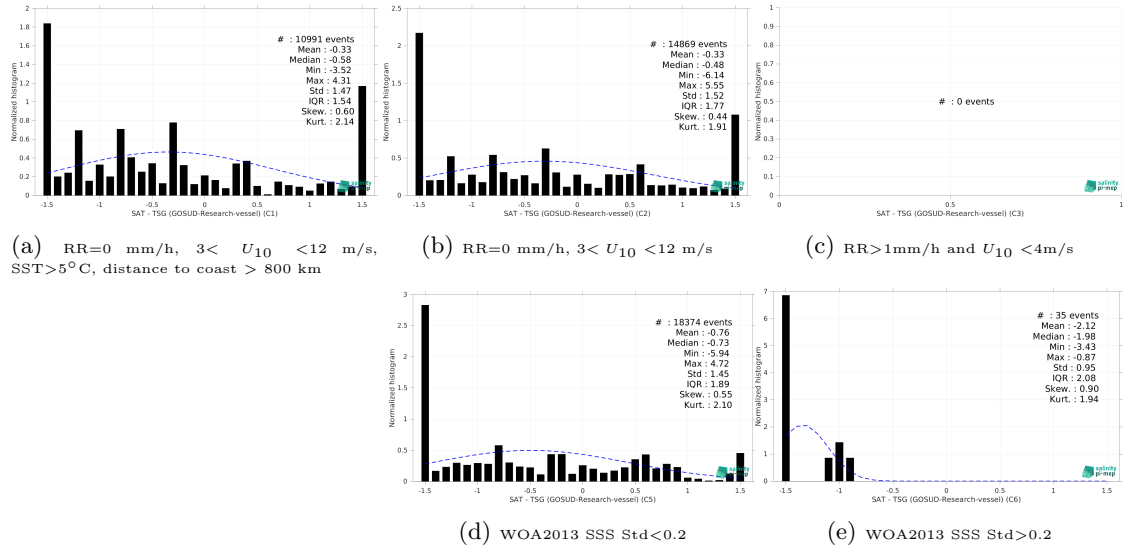 2
1.8
1.6
1.4
1.2
1
0.8
0.6
0.4
0.2
0
Normalized histogram
-1.5 -1 -0.5 0 0.5 1 1.5
# : 10991 events
Mean : -0.33
Median : -0.58
Min : -3.52
Max : 4.31
Std : 1.47
IQR : 1.54
Skew. : 0.60
Kurt. : 2.14
salinity
pi-mep
SAT - TSG (GOSUD-Research-vessel) (C1)
(a) RR=0 mm/h, 3< U10 <12 m/s,
SST>5°C, distance to coast > 800 km
2.5
2
1.5
1
0.5
0
Normalized histogram
-1.5 -1 -0.5 0 0.5 1 1.5
# : 14869 events
Mean : -0.33
Median : -0.48
Min : -6.14
Max : 5.55
Std : 1.52
IQR : 1.77
Skew. : 0.44
Kurt. : 1.91
salinity
pi-mep
SAT - TSG (GOSUD-Research-vessel) (C2)
(b) RR=0 mm/h, 3< U10 <12 m/s
1
0.9
0.8
0.7
0.6
0.5
0.4
0.3
0.2
0.1
0
Normalized histogram
0 0.5 1
# : 0 events
salinity
pi-mep
SAT - TSG (GOSUD-Research-vessel) (C3)
(c) RR>1mm/h and U10 <4m/s
3
2.5
2
1.5
1
0.5
0
Normalized histogram
-1.5 -1 -0.5 0 0.5 1 1.5
# : 18374 events
Mean : -0.76
Median : -0.73
Min : -5.94
Max : 4.72
Std : 1.45
IQR : 1.89
Skew. : 0.55
Kurt. : 2.10
salinity
pi-mep
SAT - TSG (GOSUD-Research-vessel) (C5)
(d) WOA2013 SSS Std<0.2
7
6
5
4
3
2
1
0
Normalized histogram
-1.5 -1 -0.5 0 0.5 1 1.5
# : 35 events
Mean : -2.12
Median : -1.98
Min : -3.43
Max : -0.87
Std : 0.95
IQR : 2.08
Skew. : 0.90
Kurt. : 1.94
salinity
pi-mep
SAT - TSG (GOSUD-Research-vessel) (C6)
(e) WOA2013 SSS Std>0.2